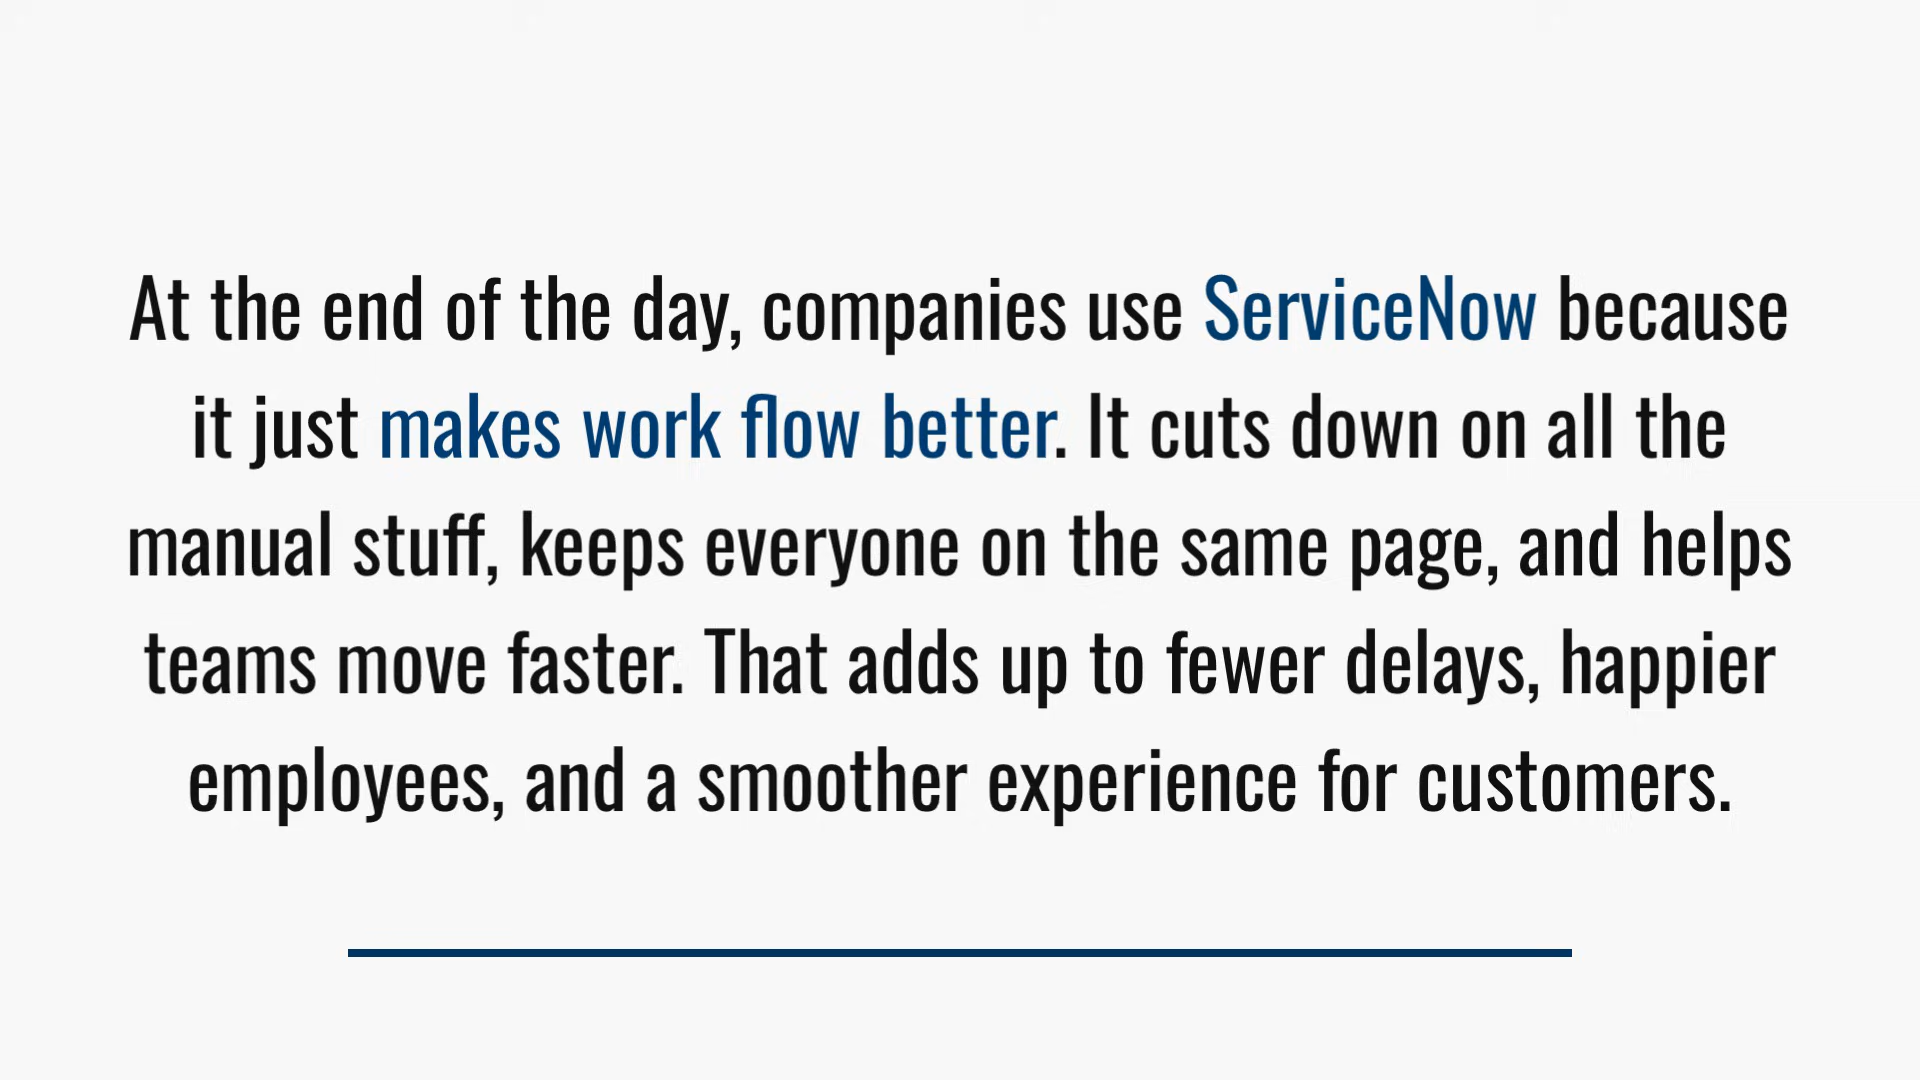 At the end of the day, companies use ServiceNow because
it just makes work flow better. It cuts down on all the
manual stuff, keeps everyone on the same page, and helps
teams move faster. That adds up to fewer delays, happier
employees, and a smoother experience for customers.